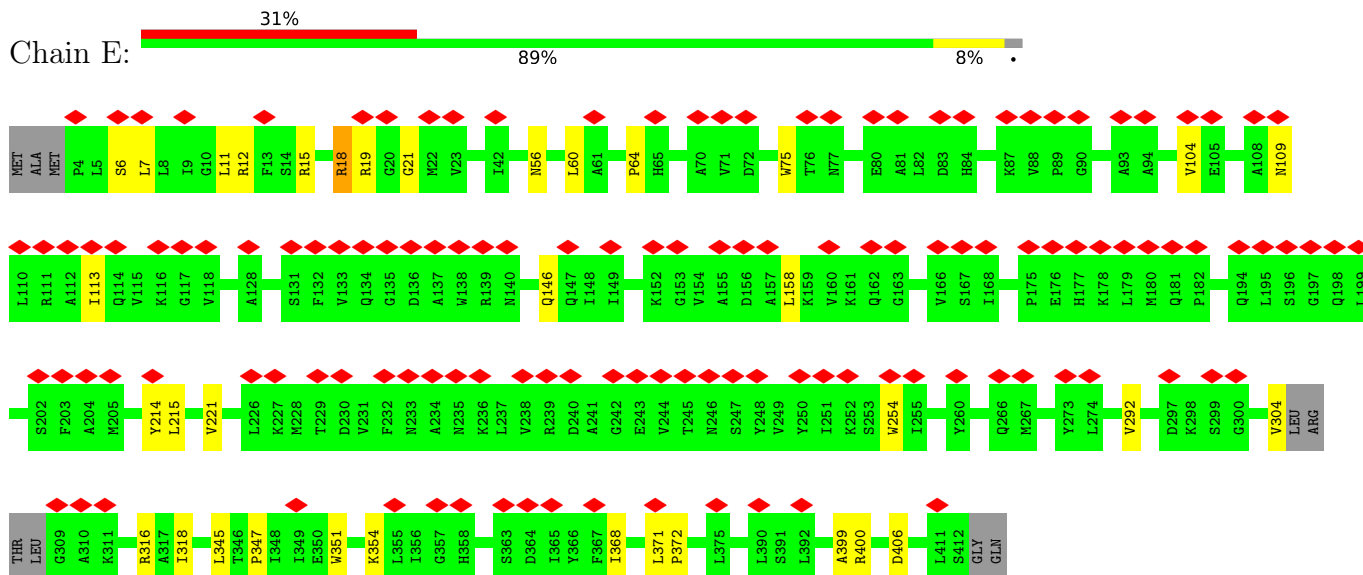 31%
Chain E:
89% 8% •
MET ALA MET P4 L5 S6 L7 L8 I9 G10 L11 R12 F13 S14 R15 R18 R19 G20 G21 M22 V23 I42 N56 L60 A61 P64 H65 A70 V71 D72 W75 T76 N77 E80 A81 L82 D83 H84 K87 V88 P89 G90 A93 A94 V104 E105 A108 N109
L110 R111 A112 I113 Q114 V115 K116 G117 V118 A128 S131 F132 V133 Q134 G135 D136 A137 W138 R139 N140 Q146 Q147 I148 I149 K152 G153 V154 A155 D156 A157 L158 K159 V160 K161 Q162 G163 V166 S167 I168 P175 E176 H177 K178 L179 M180 Q181 P182 Q194 L195 S196 G197 Q198 L199
S202 F203 A204 M205 Y214 L215 V221 L226 K227 M228 T229 D230 V231 F232 N233 A234 N235 K236 L237 V238 R239 D240 A241 G242 E243 V244 T245 N246 S247 Y248 V249 Y250 I251 K252 S253 W254 I255 Y260 Q266 M267 Y273 L274 V292 D297 K298 S299 G300 V304 LEU ARG
THR LEU G309 A310 K311 R316 A317 I318 L345 T346 P347 I348 I349 E350 W351 K354 L355 I356 G357 H358 S363 D364 I365 Y366 F367 I368 L371 P372 L375 L390 S391 L392 A399 R400 D406 L411 S412 GLY GLN